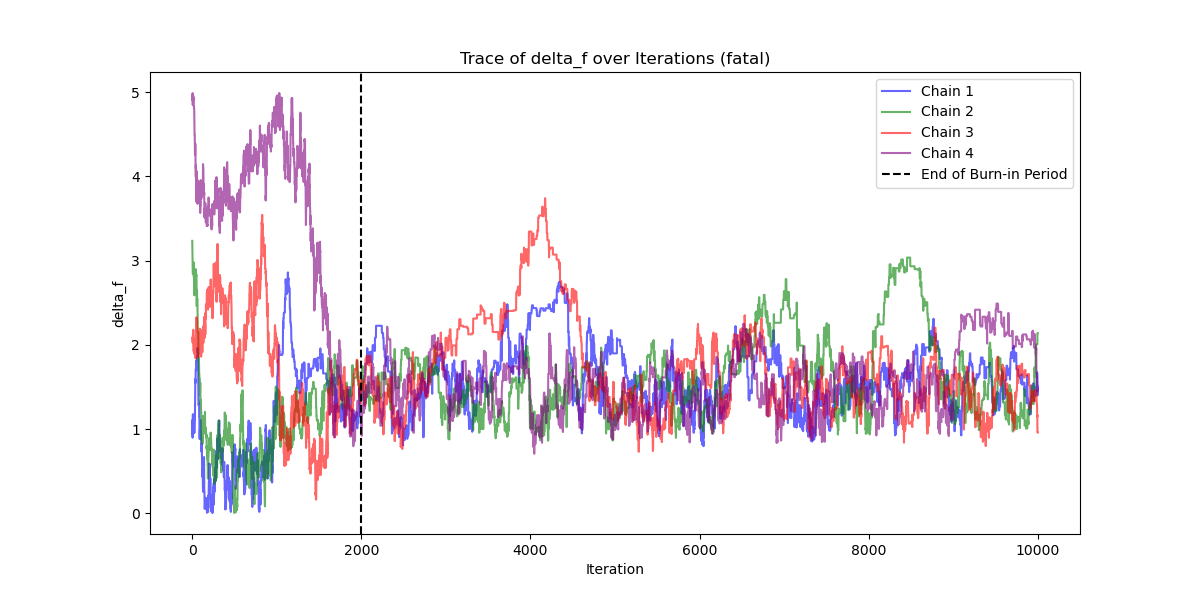 Trace of delta_f over Iterations (fatal)
Chain 1
Chain 2
Chain 3
Chain 4
End of Burn-in Period
5
4
3
2
1
0
delta_f
0
2000
4000
6000
8000
10000
Iteration